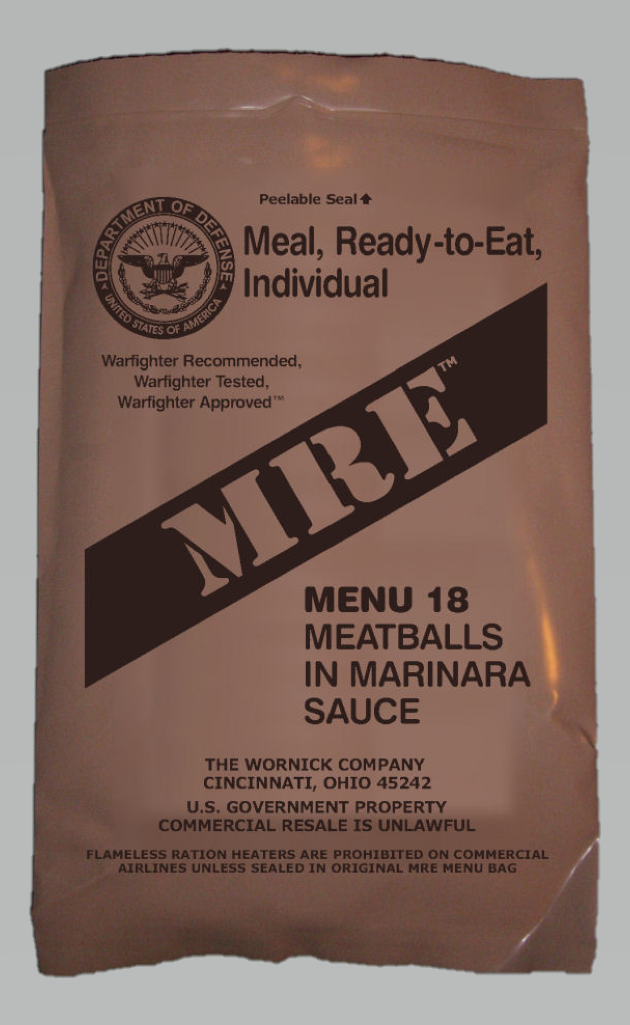 Peelable Seal⬆
DEPARTMENT OF DEFENSE
UNITED STATES OF AMERICA
Meal, Ready-to-Eat,
Individual
Warfighter Recommended,
Warfighter Tested,
Warfighter Approved™
MRE™
MENU 18
MEATBALLS
IN MARINARA
SAUCE
THE WORNICK COMPANY
CINCINNATI, OHIO 45242
U.S. GOVERNMENT PROPERTY
COMMERCIAL RESALE IS UNLAWFUL
FLAMELESS RATION HEATERS ARE PROHIBITED ON COMMERCIAL
AIRLINES UNLESS SEALED IN ORIGINAL MRE MENU BAG